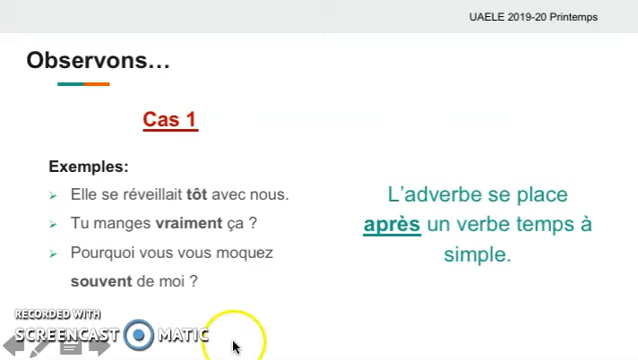 UAELE 2019-20 Printemps
Observons…
Cas 1
Exemples:
Elle se réveillait tôt avec nous.
Tu manges vraiment ça ?
Pourquoi vous vous moquez
souvent de moi ?
L’adverbe se place
après un verbe temps à
simple.
RECORDED WITH
SCREENCAST MATIC